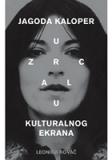 JAGODA KALOPER
U
Z R C
A L
U
KULTURALNOG
EKRANA
LEONIDA KOVAČ